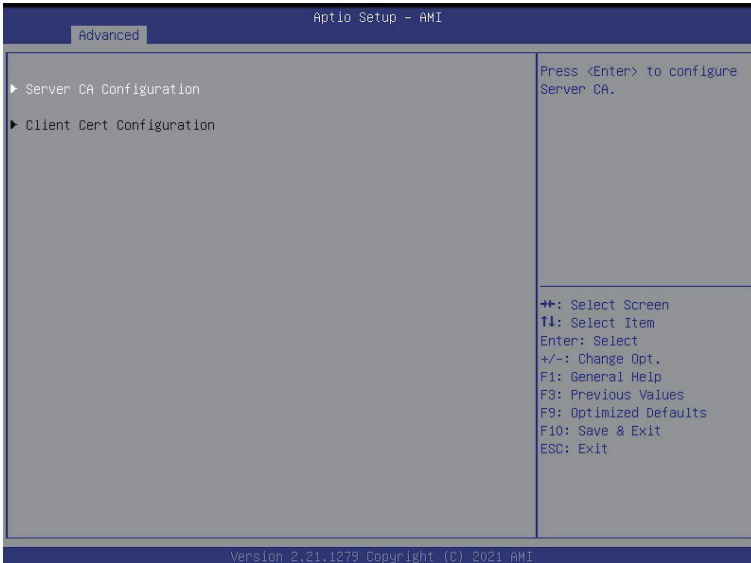 Aptio Setup – AMI
Advanced
▶ Server CA Configuration
▶ Client Cert Configuration
Press <Enter> to configure
Server CA.
→←: Select Screen
↑↓: Select Item
Enter: Select
+/-: Change Opt.
F1: General Help
F3: Previous Values
F9: Optimized Defaults
F10: Save & Exit
ESC: Exit
Version 2.21.1279 Copyright (C) 2021 AMI